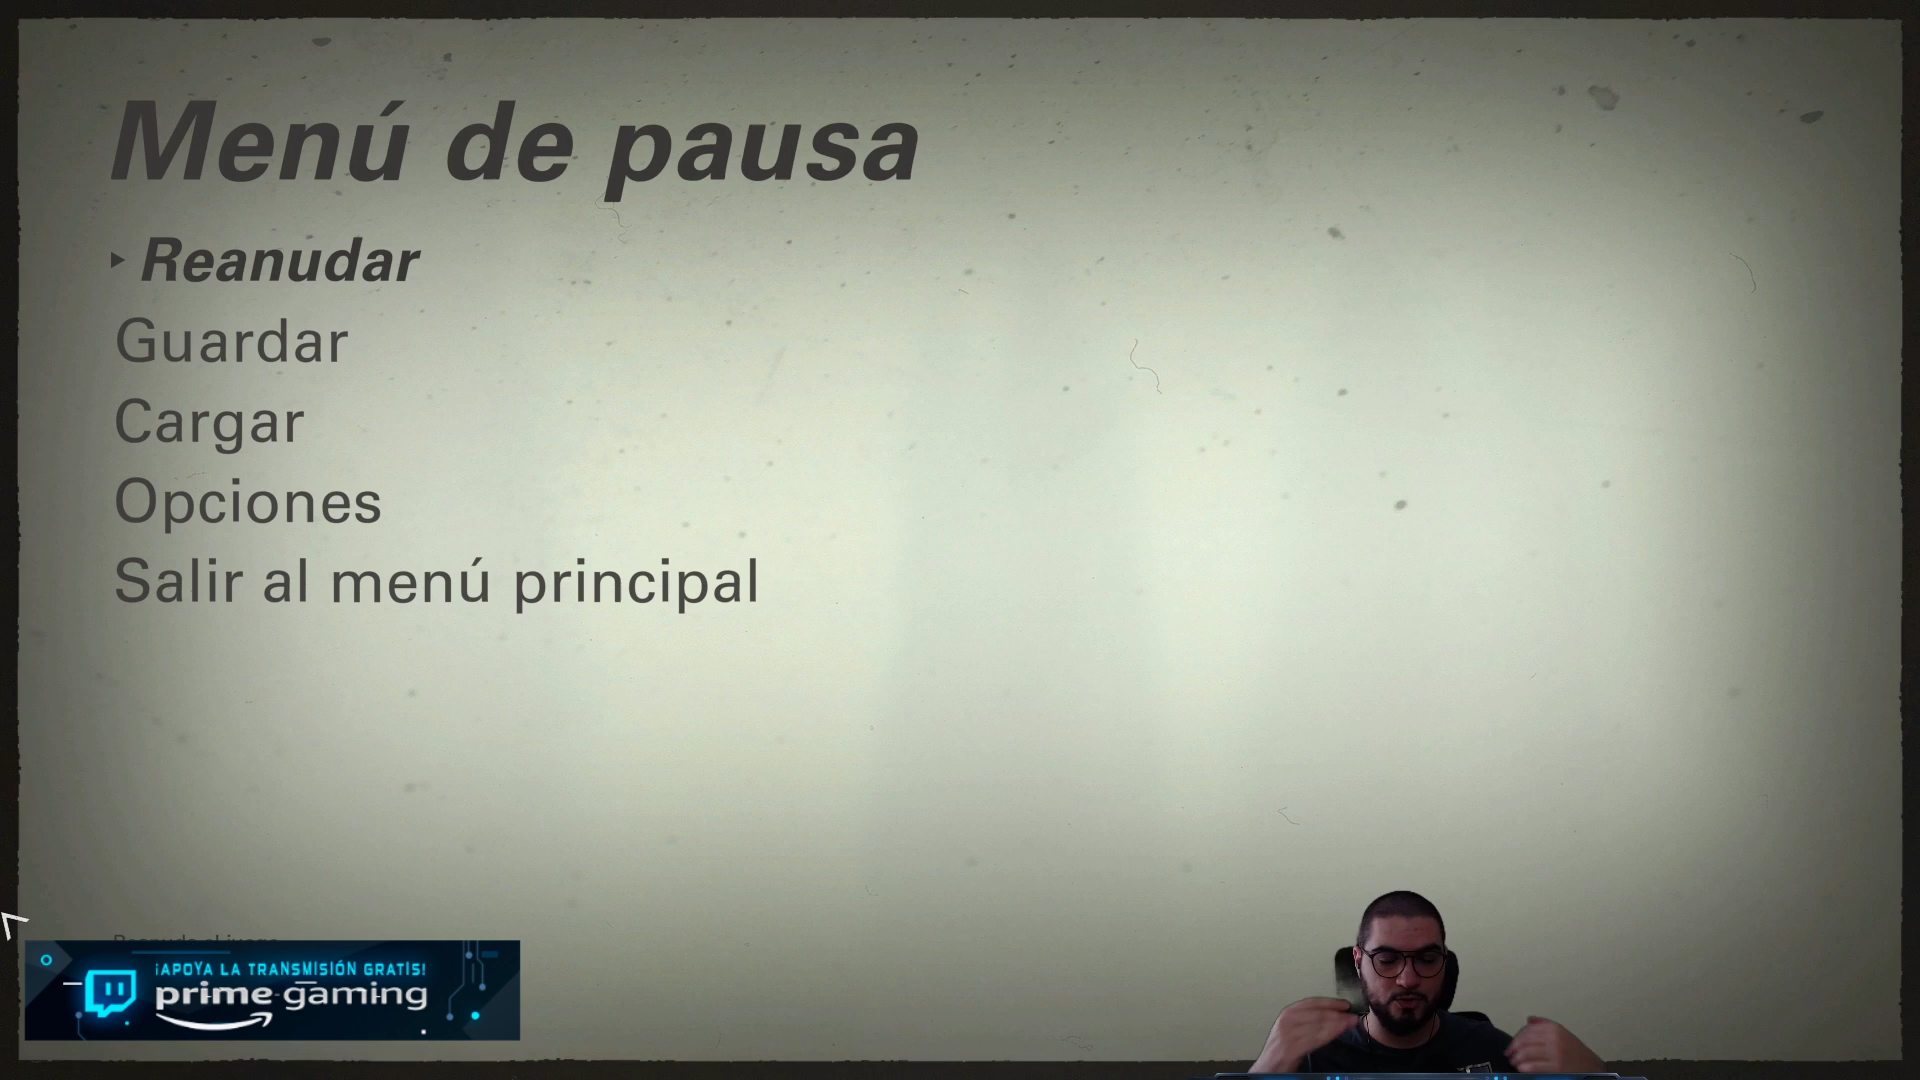 Menú de pausa
Reanudar
Guardar
Cargar
Opciones
Salir al menú principal
¡APOYA LA TRANSMISIÓN GRATIS!
prime gaming